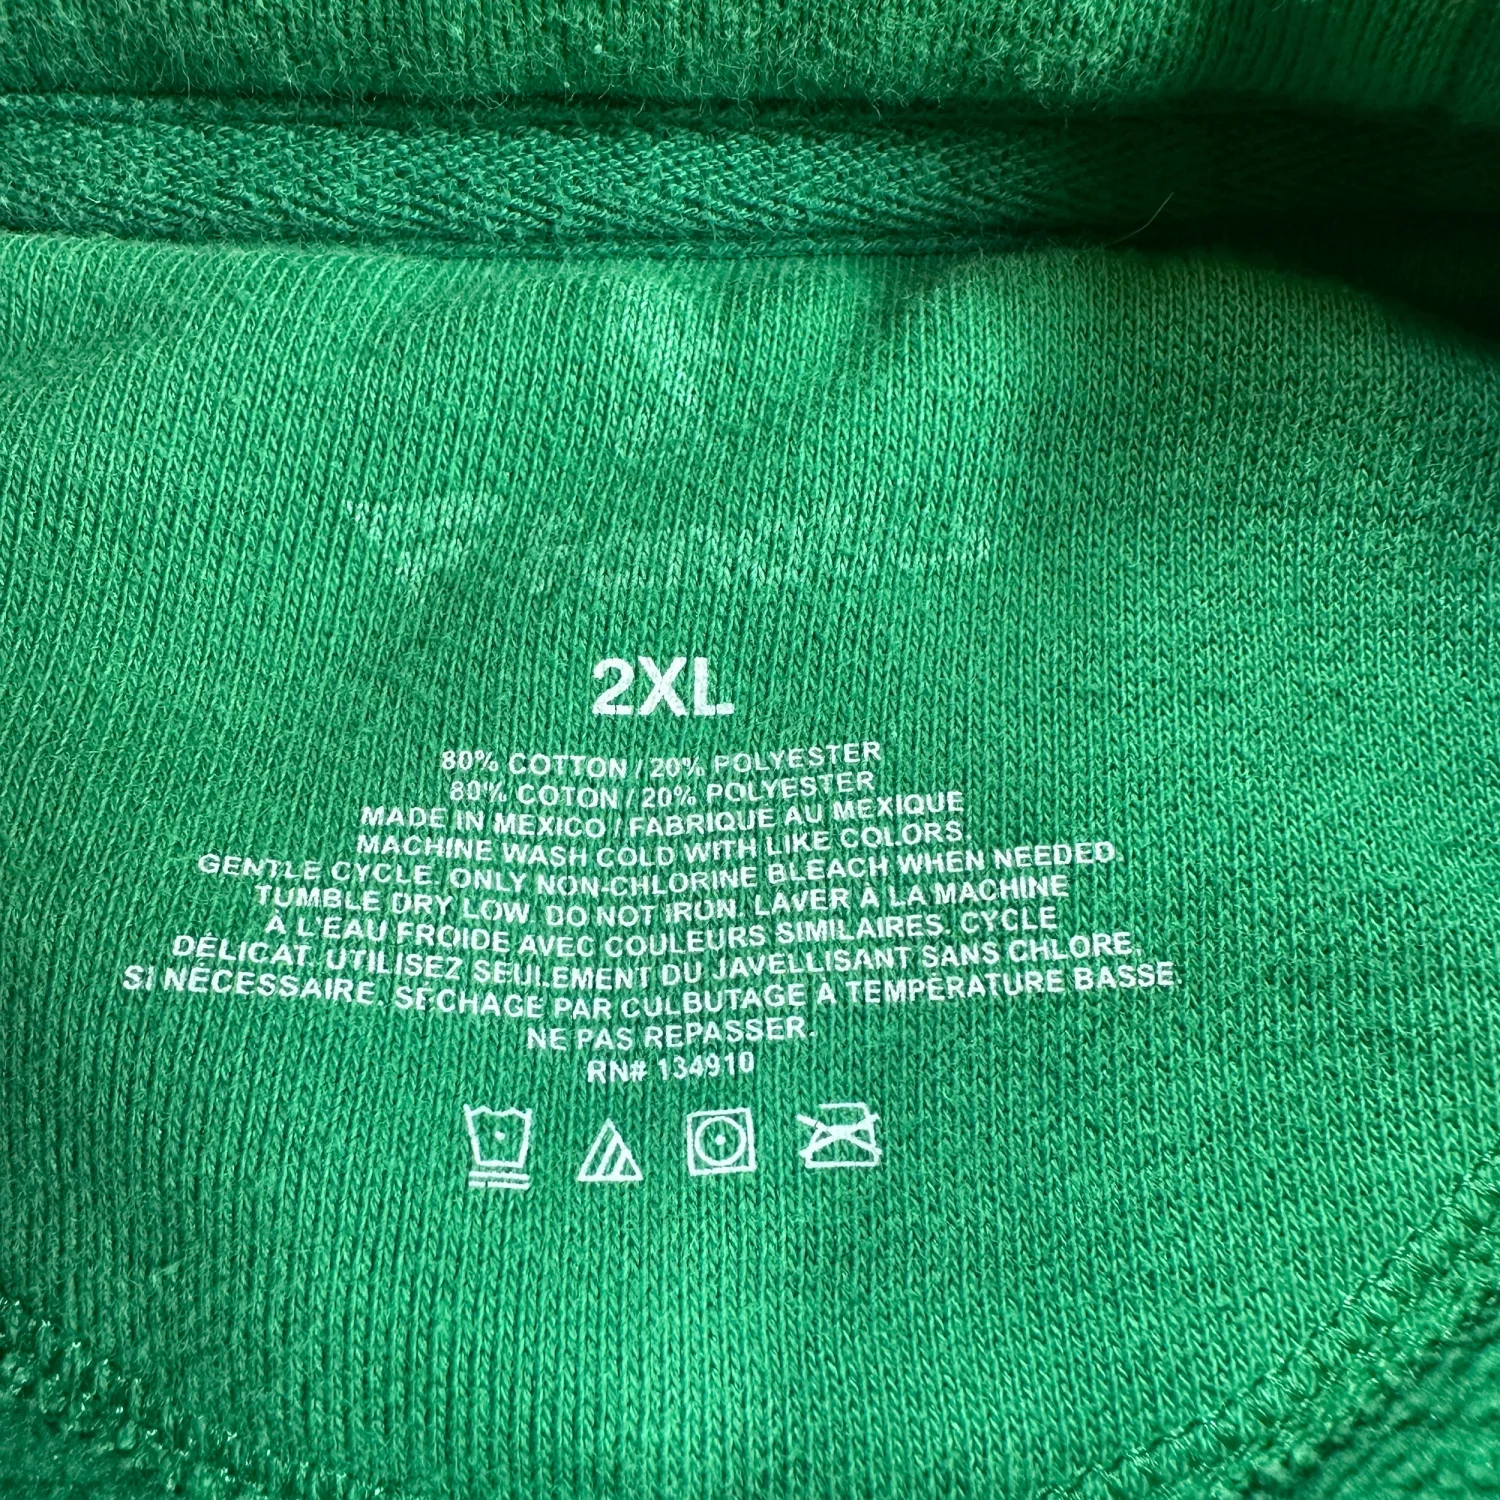 2XL
80% COTTON / 20% POLYESTER
80% COTON / 20% POLYESTER
MADE IN MEXICO / FABRIQUE AU MEXIQUE
MACHINE WASH COLD WITH LIKE COLORS.
GENTLE CYCLE. ONLY NON-CHLORINE BLEACH WHEN NEEDED.
TUMBLE DRY LOW. DO NOT IRON. LAVER À LA MACHINE
À L'EAU FROIDE AVEC COULEURS SIMILAIRES. CYCLE
DÉLICAT. UTILISEZ SEULEMENT DU JAVELLISANT SANS CHLORE,
SI NÉCESSAIRE. SÉCHAGE PAR CULBUTAGE À TEMPÉRATURE BASSE.
NE PAS REPASSER.
RN# 134910